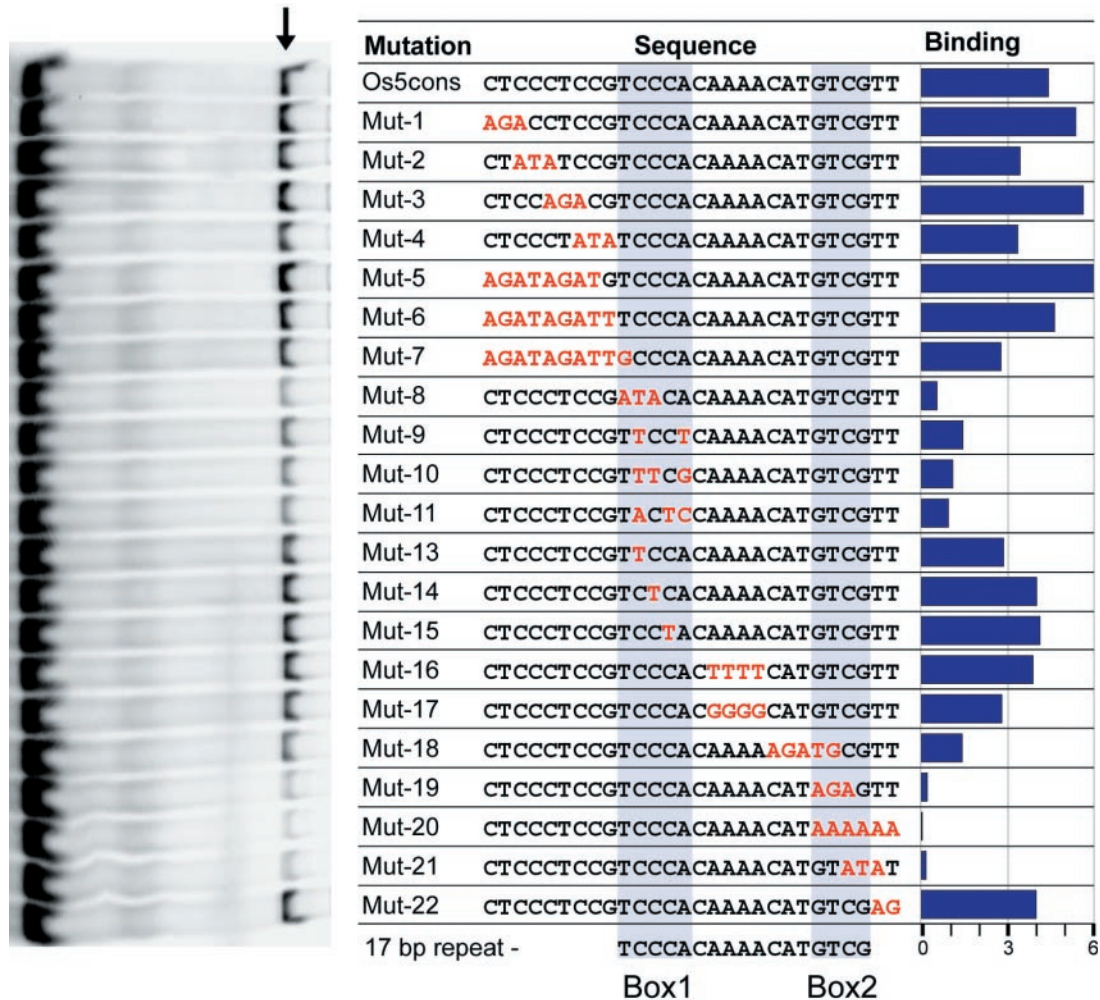 Mutation Sequence Binding
Os5cons CTCCCTCCGTCCCACAAAACATGTCGTT
Mut-1 AGACCTCCGTCCCACAAAACATGTCGTT
Mut-2 CTATATCCGTCCCACAAAACATGTCGTT
Mut-3 CTCCAGACGTCCCACAAAACATGTCGTT
Mut-4 CTCCCTATATCCCACAAAACATGTCGTT
Mut-5 AGATAGATGTCCCACAAAACATGTCGTT
Mut-6 AGATAGATTTCCCACAAAACATGTCGTT
Mut-7 AGATAGATTGCCCACAAAACATGTCGTT
Mut-8 CTCCCTCCGATACACAAAACATGTCGTT
Mut-9 CTCCCTCCGTTCCTCAAAACATGTCGTT
Mut-10 CTCCCTCCGTTTCGCAAAACATGTCGTT
Mut-11 CTCCCTCCGTACTCCAAAACATGTCGTT
Mut-13 CTCCCTCCGTTCCACAAAACATGTCGTT
Mut-14 CTCCCTCCGTCTCACAAAACATGTCGTT
Mut-15 CTCCCTCCGTCCTACAAAACATGTCGTT
Mut-16 CTCCCTCCGTCCCACTTTTCATGTCGTT
Mut-17 CTCCCTCCGTCCCACGGGGCATGTCGTT
Mut-18 CTCCCTCCGTCCCACAAAAAGATGCGTT
Mut-19 CTCCCTCCGTCCCACAAAACATAGAGTT
Mut-20 CTCCCTCCGTCCCACAAAACATAAAAAA
Mut-21 CTCCCTCCGTCCCACAAAACATGTATAT
Mut-22 CTCCCTCCGTCCCACAAAACATGTCGAG
17 bp repeat - TCCCACAAAACATGTCG 0 3 6
Box1 Box2